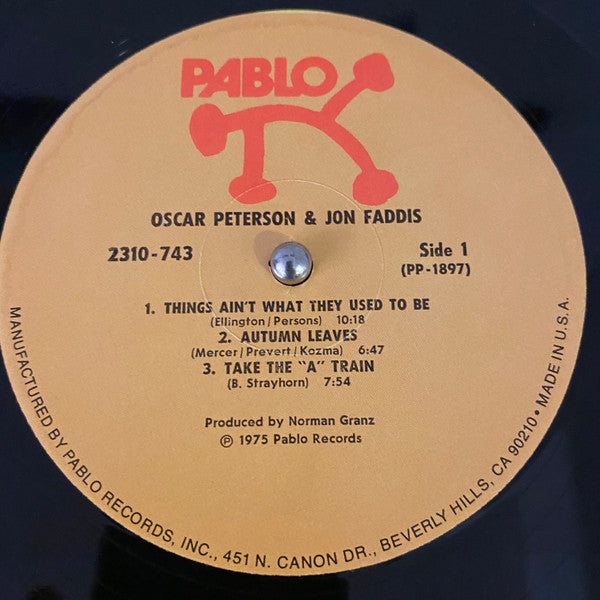 PABLO
OSCAR PETERSON & JON FADDIS
2310-743
Side 1
(PP-1897)
1. THINGS AIN'T WHAT THEY USED TO BE
(Ellington/Persons) 10:18
2. AUTUMN LEAVES
(Mercer/Prevert/Kozma) 6:47
3. TAKE THE "A" TRAIN
(B. Strayhorn) 7:54
Produced by Norman Granz
℗ 1975 Pablo Records
MANUFACTURED BY PABLO RECORDS, INC., 451 N. CANON DR., BEVERLY HILLS, CA 90210 • MADE IN U.S.A.